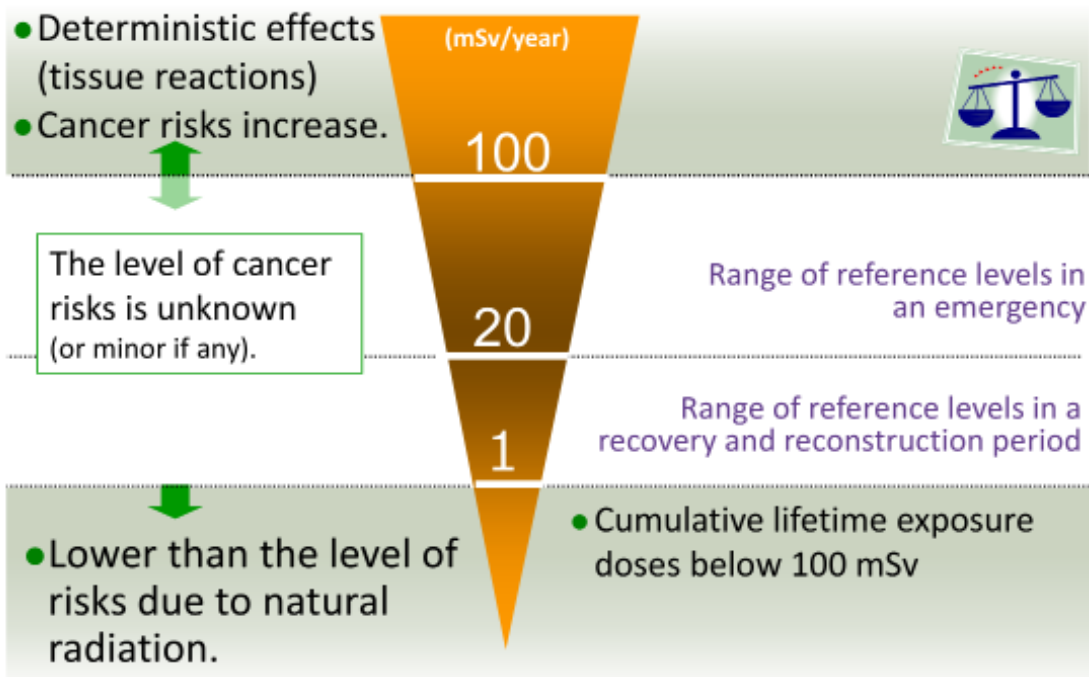 ● Deterministic effects
(tissue reactions)
● Cancer risks increase.
(mSv/year)
100
The level of cancer
risks is unknown
(or minor if any).
Range of reference levels in
an emergency
20
Range of reference levels in a
recovery and reconstruction period
1
● Lower than the level of
risks due to natural
radiation.
● Cumulative lifetime exposure
doses below 100 mSv